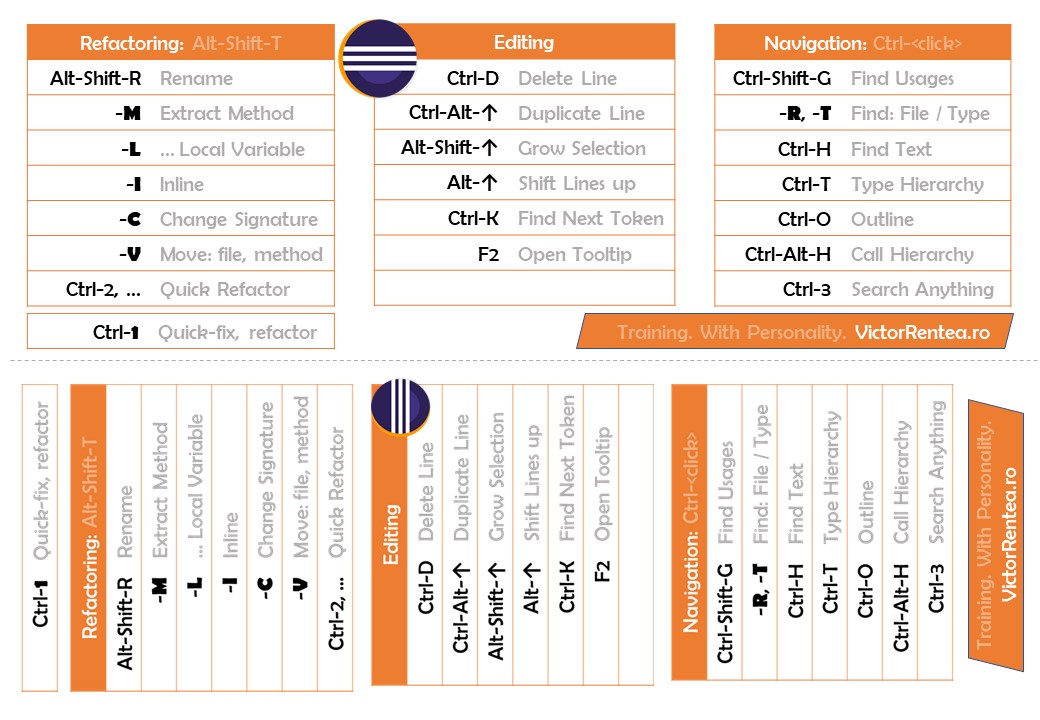 Refactoring: Alt-Shift-T
Alt-Shift-R Rename
-M Extract Method
-L ... Local Variable
-I Inline
-C Change Signature
-V Move: file, method
Ctrl-2, ... Quick Refactor
Ctrl-1 Quick-fix, refactor
Editing
Ctrl-D Delete Line
Ctrl-Alt-↑ Duplicate Line
Alt-Shift-↑ Grow Selection
Alt-↑ Shift Lines up
Ctrl-K Find Next Token
F2 Open Tooltip
Navigation: Ctrl-<click>
Ctrl-Shift-G Find Usages
-R, -T Find: File / Type
Ctrl-H Find Text
Ctrl-T Type Hierarchy
Ctrl-O Outline
Ctrl-Alt-H Call Hierarchy
Ctrl-3 Search Anything
Training. With Personality. VictorRentea.ro
Ctrl-1 Quick-fix, refactor
Refactoring: Alt-Shift-T
Alt-Shift-R Rename
-M Extract Method
-L ... Local Variable
-I Inline
-C Change Signature
-V Move: file, method
Ctrl-2, ... Quick Refactor
Editing
Ctrl-D Delete Line
Ctrl-Alt-↑ Duplicate Line
Alt-Shift-↑ Grow Selection
Alt-↑ Shift Lines up
Ctrl-K Find Next Token
F2 Open Tooltip
Navigation: Ctrl-<click>
Ctrl-Shift-G Find Usages
-R, -T Find: File / Type
Ctrl-H Find Text
Ctrl-T Type Hierarchy
Ctrl-O Outline
Ctrl-Alt-H Call Hierarchy
Ctrl-3 Search Anything
Training. With Personality.
VictorRentea.ro